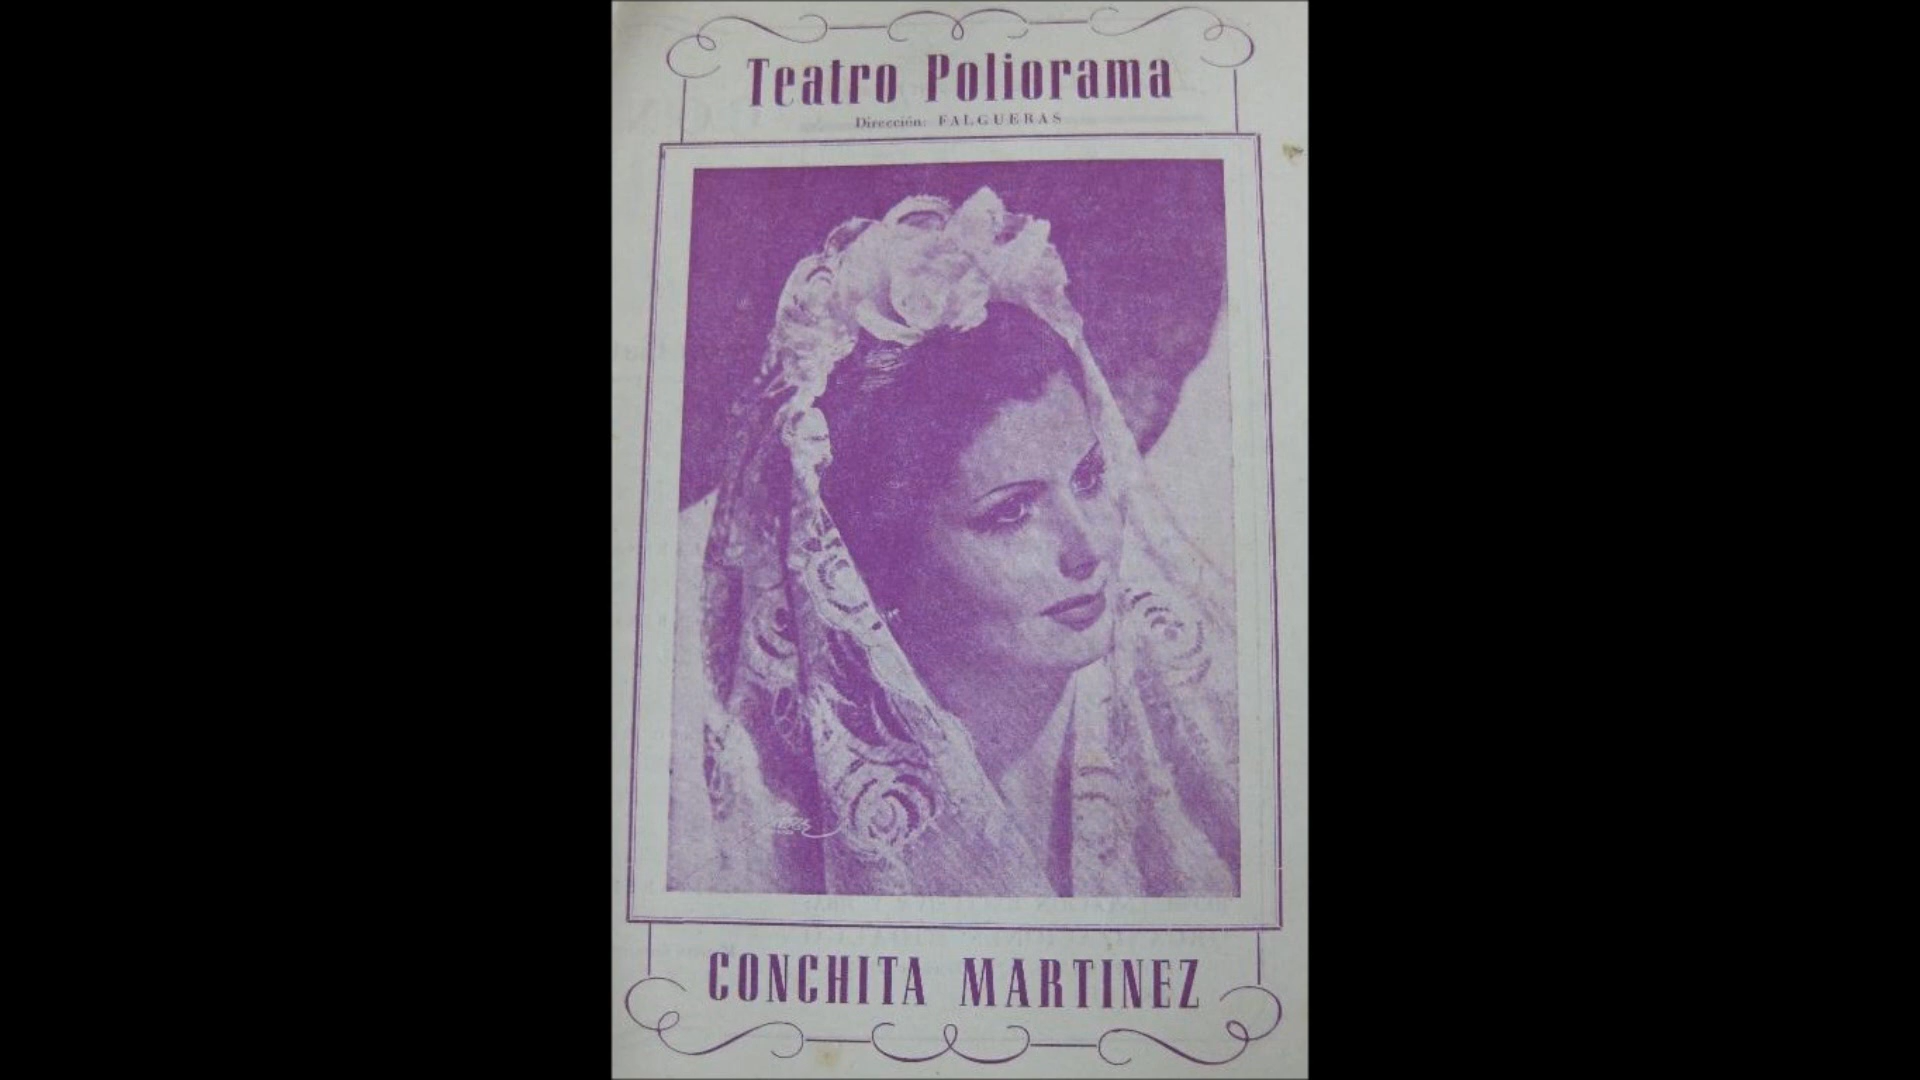 Teatro Poliorama
Dirección: FALGUERAS
CONCHITA MARTINEZ